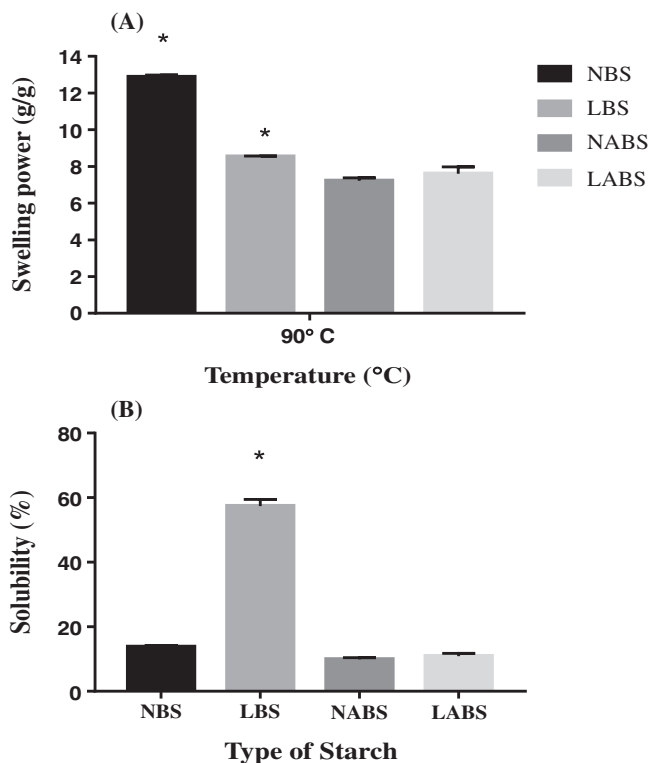 (A)
*
*
14
12
10
8
6
4
2
0
Swelling power (g/g)
90° C
Temperature (°C)
NBS
LBS
NABS
LABS
(B)
*
80
60
40
20
0
Solubility (%)
NBS LBS NABS LABS
Type of Starch